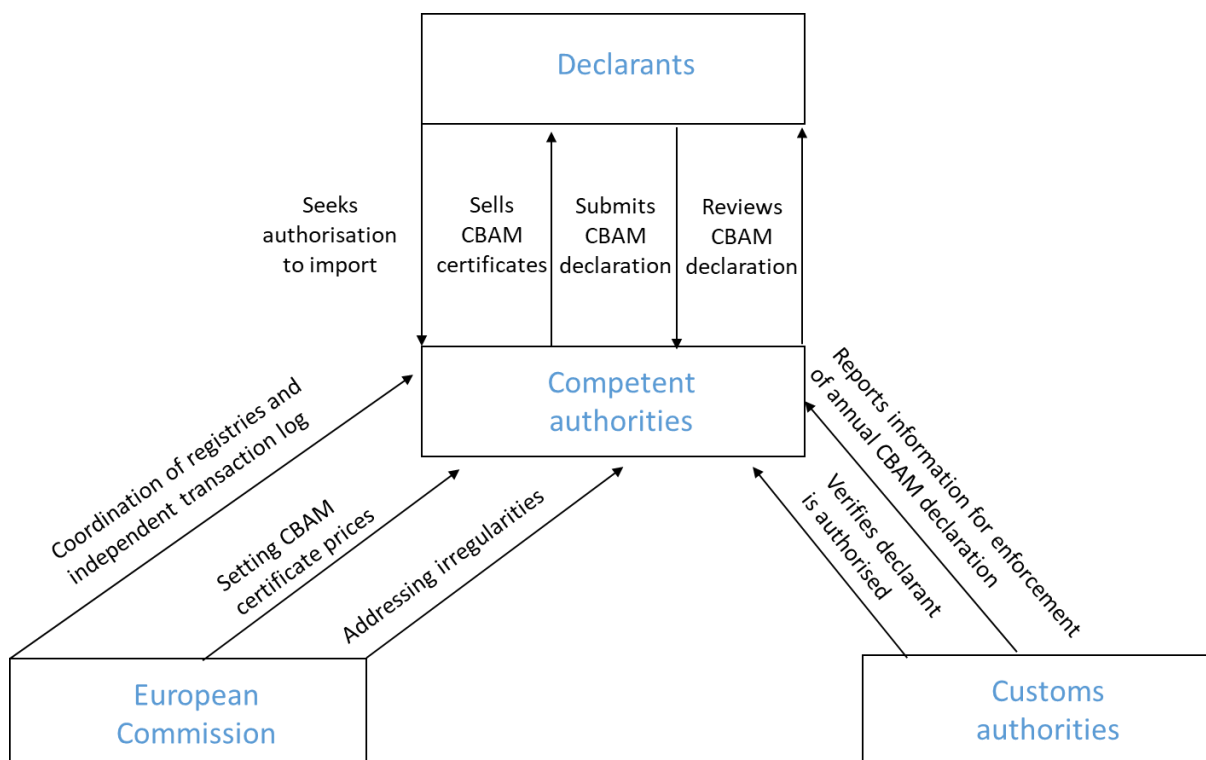 Declarants
Seeks
authorisation
to import
Sells
CBAM
certificates
Submits
CBAM
declaration
Reviews
CBAM
declaration
Competent
authorities
Coordination of registries and
independent transaction log
Setting CBAM
certificate prices
Addressing irregularities
Verifies declarant
is authorised
Reports information for enforcement
of annual CBAM declaration
European
Commission
Customs
authorities